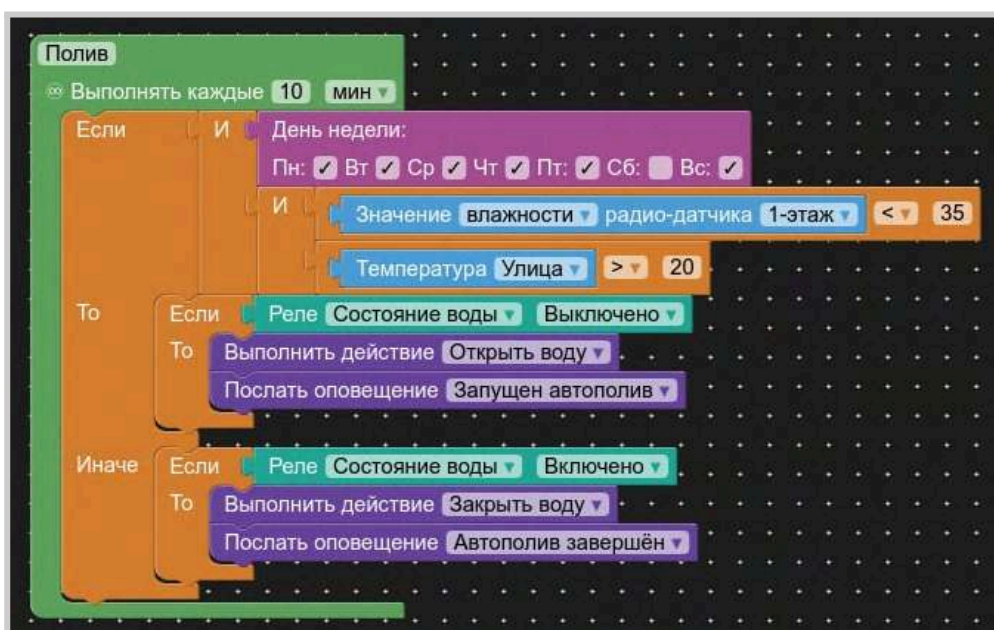 Полив
Выполнять каждые 10 мин
Если И День недели:
Пн: Вт Ср Чт Пт: Сб: Вс:
И Значение влажности радио-датчика 1-этаж < 35
Температура Улица > 20
То Если Реле Состояние воды Выключено
То Выполнить действие Открыть воду
Послать оповещение Запущен автополив
Иначе Если Реле Состояние воды Включено
То Выполнить действие Закрыть воду
Послать оповещение Автополив завершён